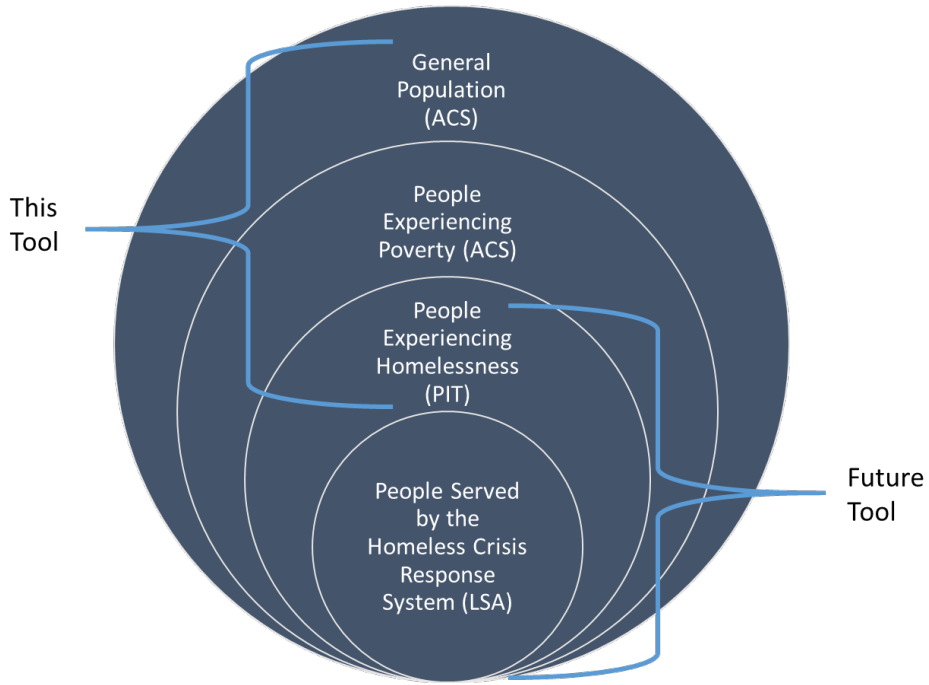 General
Population
(ACS)
People
Experiencing
Poverty (ACS)
This
Tool
People
Experiencing
Homelessness
(PIT)
People Served
by the
Homeless Crisis
Response
System (LSA)
Future
Tool